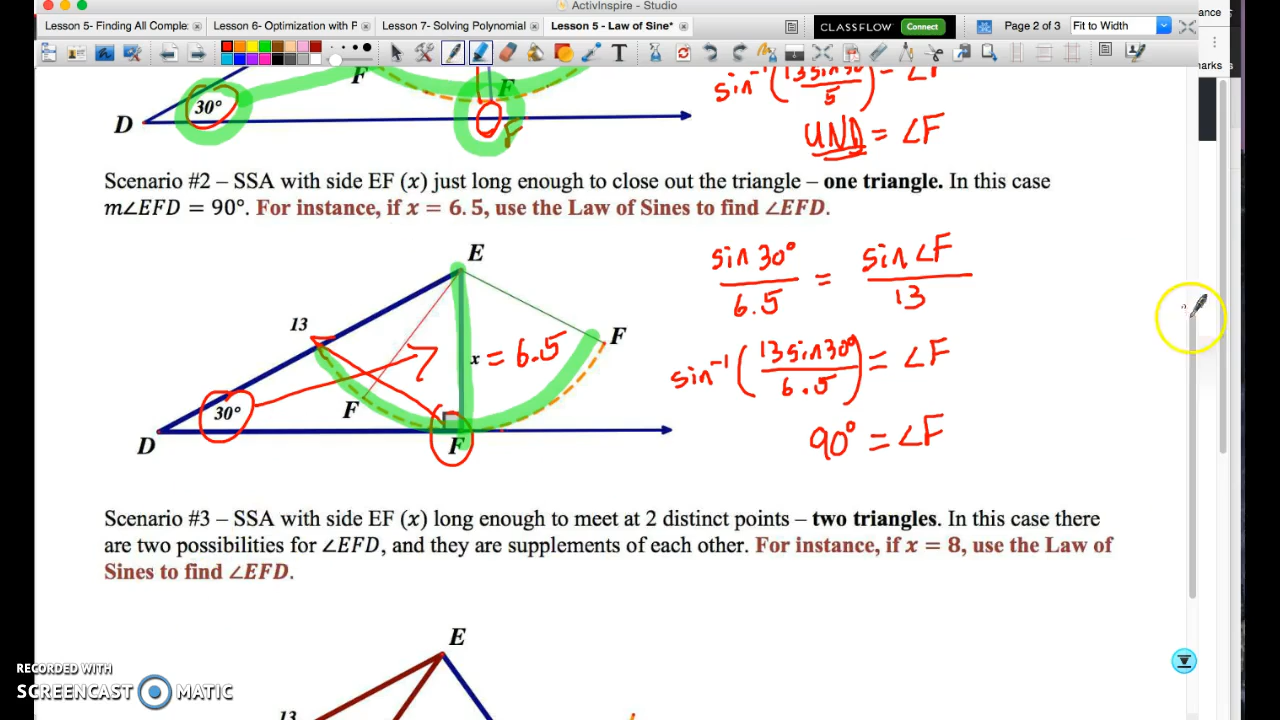 ActivInspire - Studio
Lesson 5-Finding All Comple:
Lesson 6- Optimization with F
Lesson 7- Solving Polynomial
Lesson 5 - Law of Sine*
CLASSFLOW Connect
Page 2 of 3
Fit to Width
ance
marks
T
F
F
30°
D
F
sin⁻¹(13sin30/5) = ∠F
UND = ∠F
Scenario #2 – SSA with side EF (x) just long enough to close out the triangle – one triangle. In this case
m∠EFD = 90°. For instance, if x = 6.5, use the Law of Sines to find ∠EFD.
E
13
x = 6.5
F
30°
F
D
F
sin 30°/6.5 = sin∠F/13
sin⁻¹(13sin30°/6.5) = ∠F
90° = ∠F
Scenario #3 – SSA with side EF (x) long enough to meet at 2 distinct points – two triangles. In this case there
are two possibilities for ∠EFD, and they are supplements of each other. For instance, if x = 8, use the Law of
Sines to find ∠EFD.
E
13
RECORDED WITH
SCREENCAST MATIC